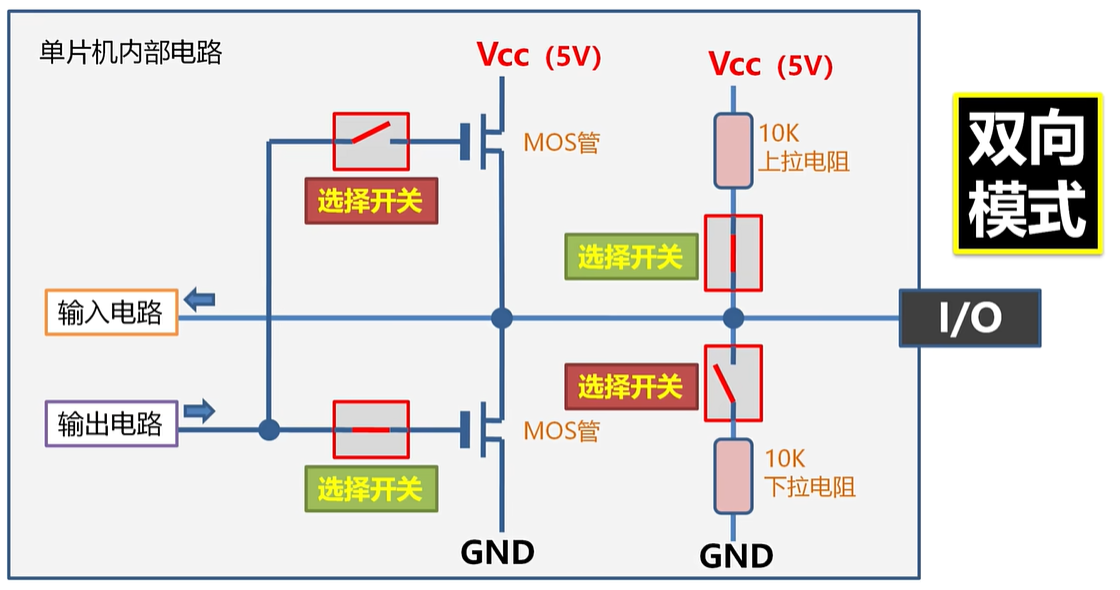 单片机内部电路
Vcc（5V）
Vcc（5V）
MOS管
10K
上拉电阻
选择开关
选择开关
输入电路
I/O
选择开关
输出电路
MOS管
选择开关
10K
下拉电阻
GND
GND
双向
模式